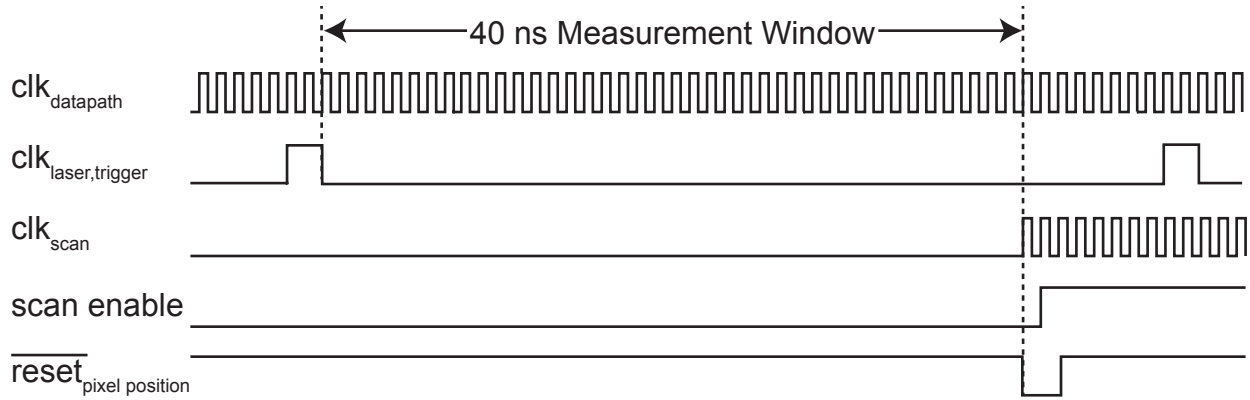 40 ns Measurement Window
clk datapath
clk laser,trigger
clk scan
scan enable
reset pixel position